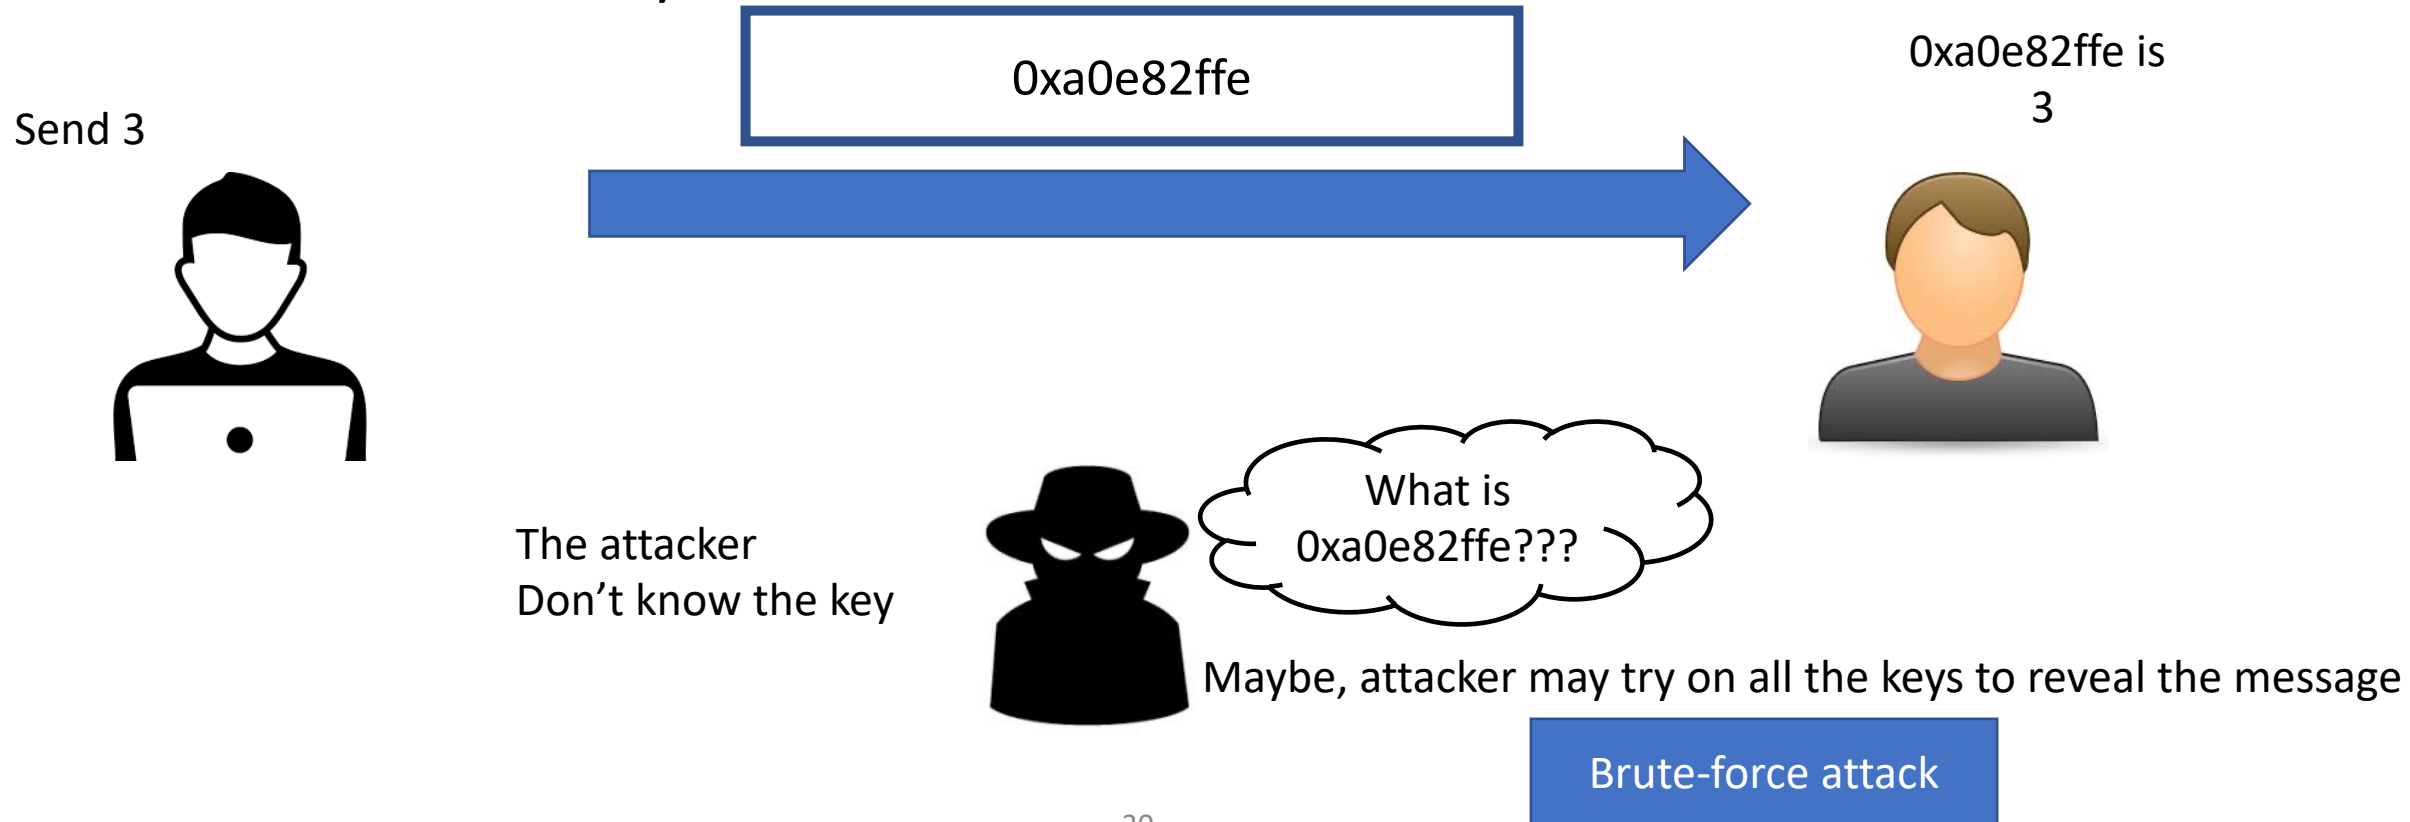 0xa0e82ffe
0xa0e82ffe is
3
Send 3
What is
0xa0e82ffe???
The attacker
Don’t know the key
Maybe, attacker may try on all the keys to reveal the message
Brute-force attack